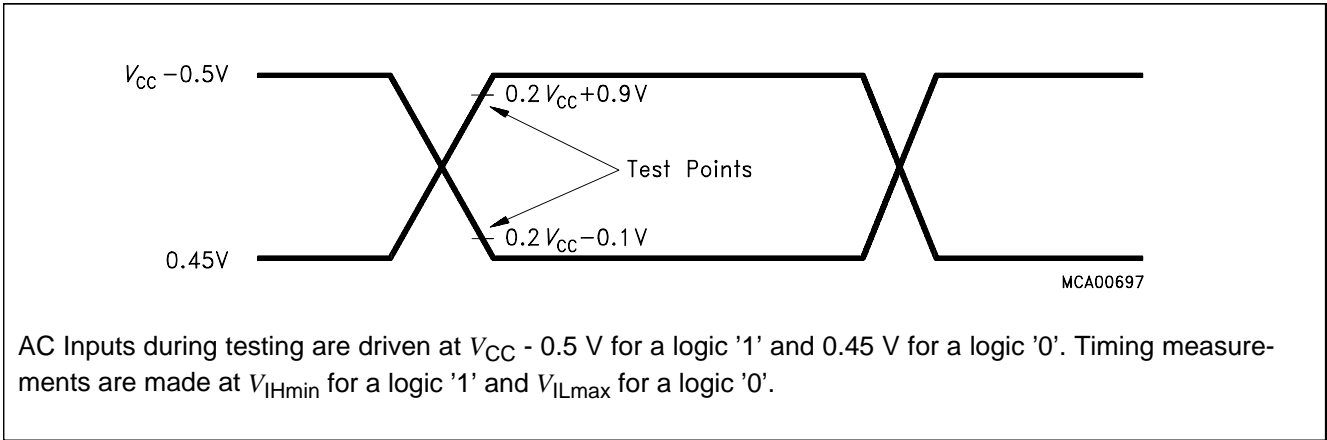 VCC −0.5V
0.2 VCC+0.9V
Test Points
0.2 VCC−0.1V
0.45V
MCA00697
AC Inputs during testing are driven at VCC - 0.5 V for a logic ’1’ and 0.45 V for a logic ’0’. Timing measure-
ments are made at VIHmin for a logic ’1’ and VILmax for a logic ’0’.